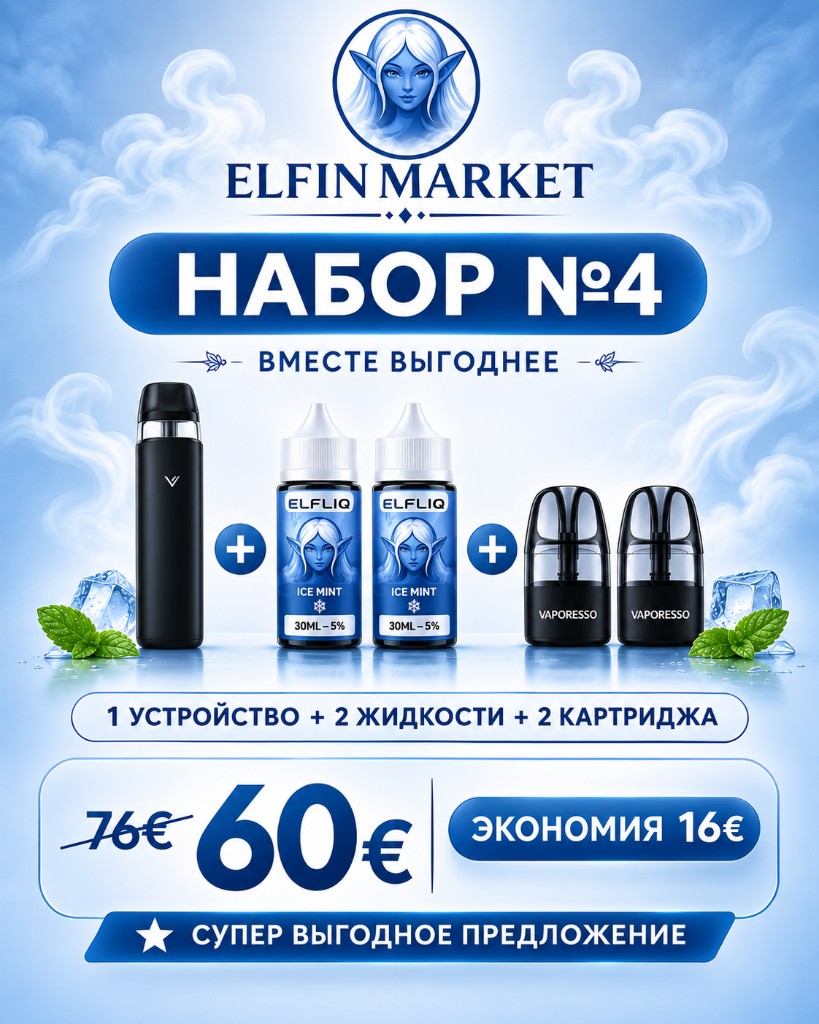 ELFIN MARKET
НАБОР №4
ВМЕСТЕ ВЫГОДНЕЕ
ELFLIQ
ICE MINT
30ML – 5%
ELFLIQ
ICE MINT
30ML – 5%
+
+
VAPORESSO
VAPORESSO
1 УСТРОЙСТВО + 2 ЖИДКОСТИ + 2 КАРТРИДЖА
76€ 60€
ЭКОНОМИЯ 16€
СУПЕР ВЫГОДНОЕ ПРЕДЛОЖЕНИЕ